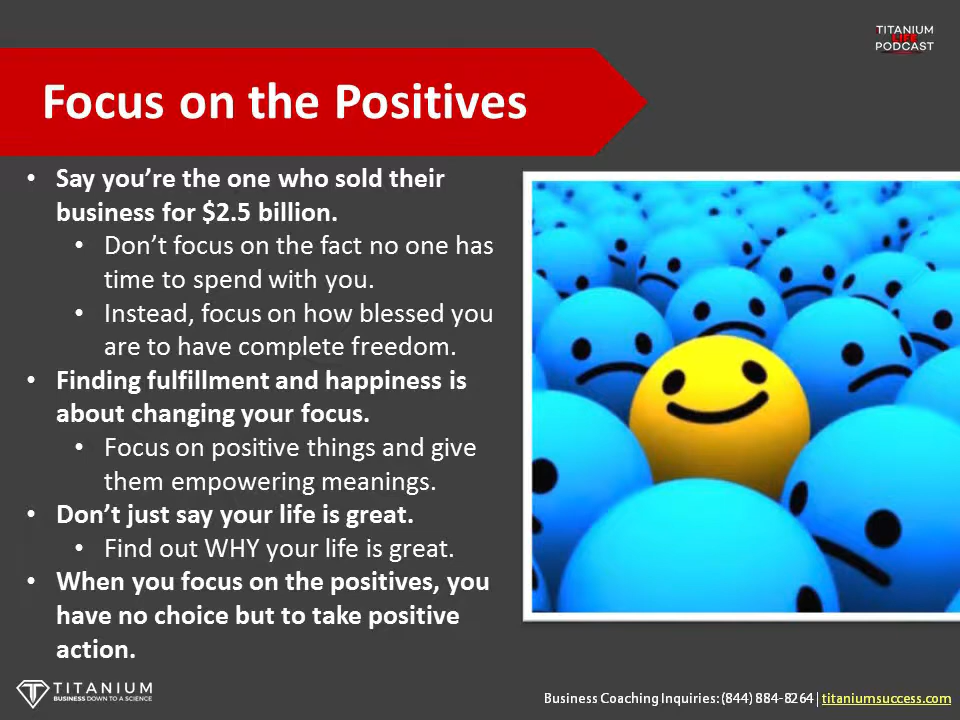 TITANIUM
LIFE
PODCAST
Focus on the Positives
• Say you’re the one who sold their
business for $2.5 billion.
• Don’t focus on the fact no one has
time to spend with you.
• Instead, focus on how blessed you
are to have complete freedom.
• Finding fulfillment and happiness is
about changing your focus.
• Focus on positive things and give
them empowering meanings.
• Don’t just say your life is great.
• Find out WHY your life is great.
• When you focus on the positives, you
have no choice but to take positive
action.
TITANIUM
BUSINESS DOWN TO A SCIENCE
Business Coaching Inquiries: (844) 884-8264 | titaniumsuccess.com